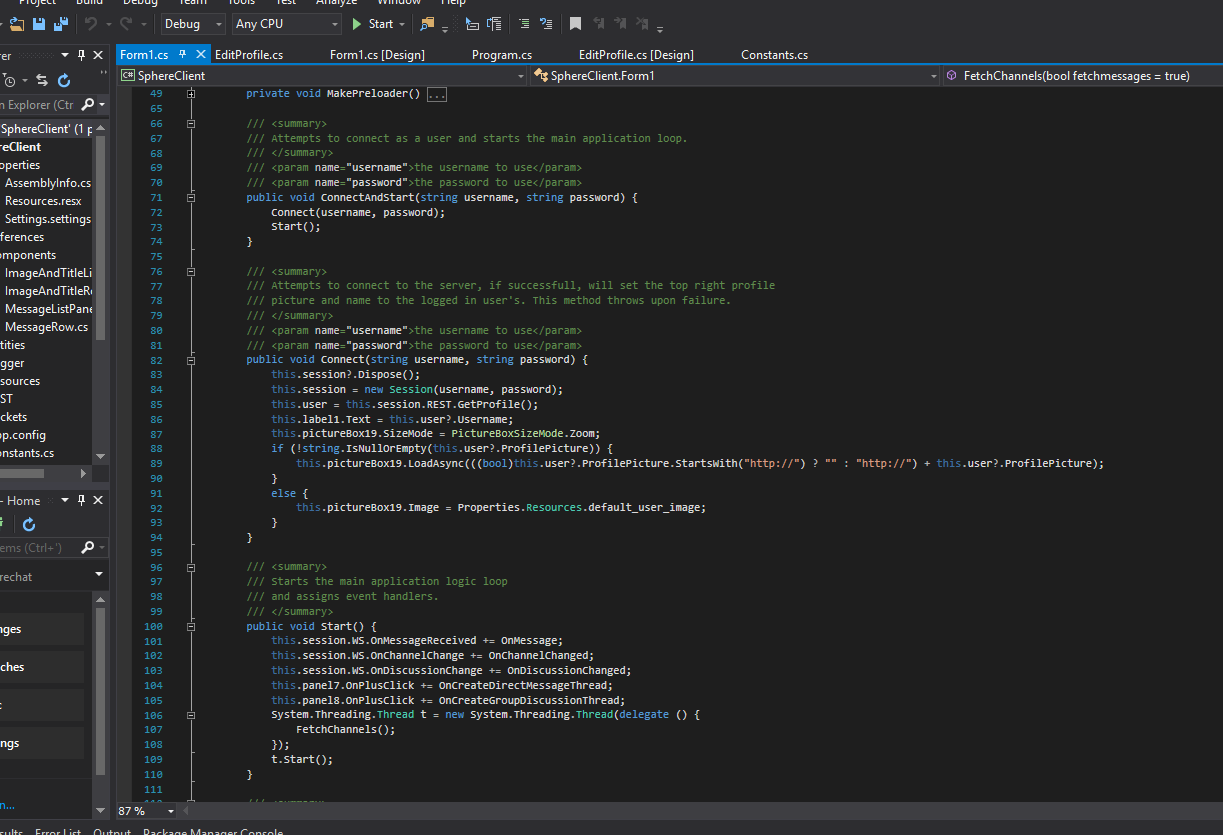 Project Build Debug Team Tools Test Analyze Window Help
Debug Any CPU Start
Form1.cs EditProfile.cs Form1.cs [Design] Program.cs EditProfile.cs [Design] Constants.cs
C# SphereClient SphereClient.Form1 FetchChannels(bool fetchmessages = true)
n Explorer (Ctr
SphereClient' (1 p
reClient
operties
AssemblyInfo.cs
Resources.resx
Settings.settings
ferences
mponents
ImageAndTitleLi
ImageAndTitleRo
MessageListPane
MessageRow.cs
tities
gger
sources
ST
ckets
pp.config
onstants.cs
- Home
ems (Ctrl+')
rechat
nges
ches
c
ngs
n...
49 private void MakePreloader() ...
65
66 /// <summary>
67 /// Attempts to connect as a user and starts the main application loop.
68 /// </summary>
69 /// <param name="username">the username to use</param>
70 /// <param name="password">the password to use</param>
71 public void ConnectAndStart(string username, string password) {
72 Connect(username, password);
73 Start();
74 }
75
76 /// <summary>
77 /// Attempts to connect to the server, if successfull, will set the top right profile
78 /// picture and name to the logged in user's. This method throws upon failure.
79 /// </summary>
80 /// <param name="username">the username to use</param>
81 /// <param name="password">the password to use</param>
82 public void Connect(string username, string password) {
83 this.session?.Dispose();
84 this.session = new Session(username, password);
85 this.user = this.session.REST.GetProfile();
86 this.label1.Text = this.user?.Username;
87 this.pictureBox19.SizeMode = PictureBoxSizeMode.Zoom;
88 if (!string.IsNullOrEmpty(this.user?.ProfilePicture)) {
89 this.pictureBox19.LoadAsync(((bool)this.user?.ProfilePicture.StartsWith("http://") ? "" : "http://") + this.user?.ProfilePicture);
90 }
91 else {
92 this.pictureBox19.Image = Properties.Resources.default_user_image;
93 }
94 }
95
96 /// <summary>
97 /// Starts the main application logic loop
98 /// and assigns event handlers.
99 /// </summary>
100 public void Start() {
101 this.session.WS.OnMessageReceived += OnMessage;
102 this.session.WS.OnChannelChange += OnChannelChanged;
103 this.session.WS.OnDiscussionChange += OnDiscussionChanged;
104 this.panel7.OnPlusClick += OnCreateDirectMessageThread;
105 this.panel8.OnPlusClick += OnCreateGroupDiscussionThread;
106 System.Threading.Thread t = new System.Threading.Thread(delegate () {
107 FetchChannels();
108 });
109 t.Start();
110 }
111
87 %
sults Error List Output Package Manager Console